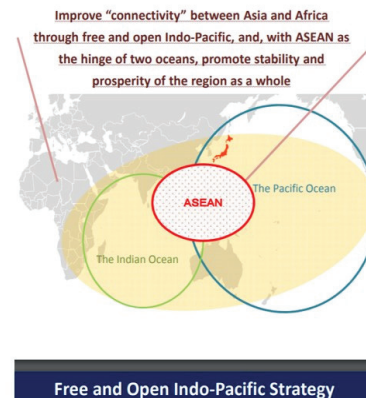 Improve “connectivity” between Asia and Africa
through free and open Indo-Pacific, and, with ASEAN as
the hinge of two oceans, promote stability and
prosperity of the region as a whole
The Pacific Ocean
ASEAN
The Indian Ocean
Free and Open Indo-Pacific Strategy